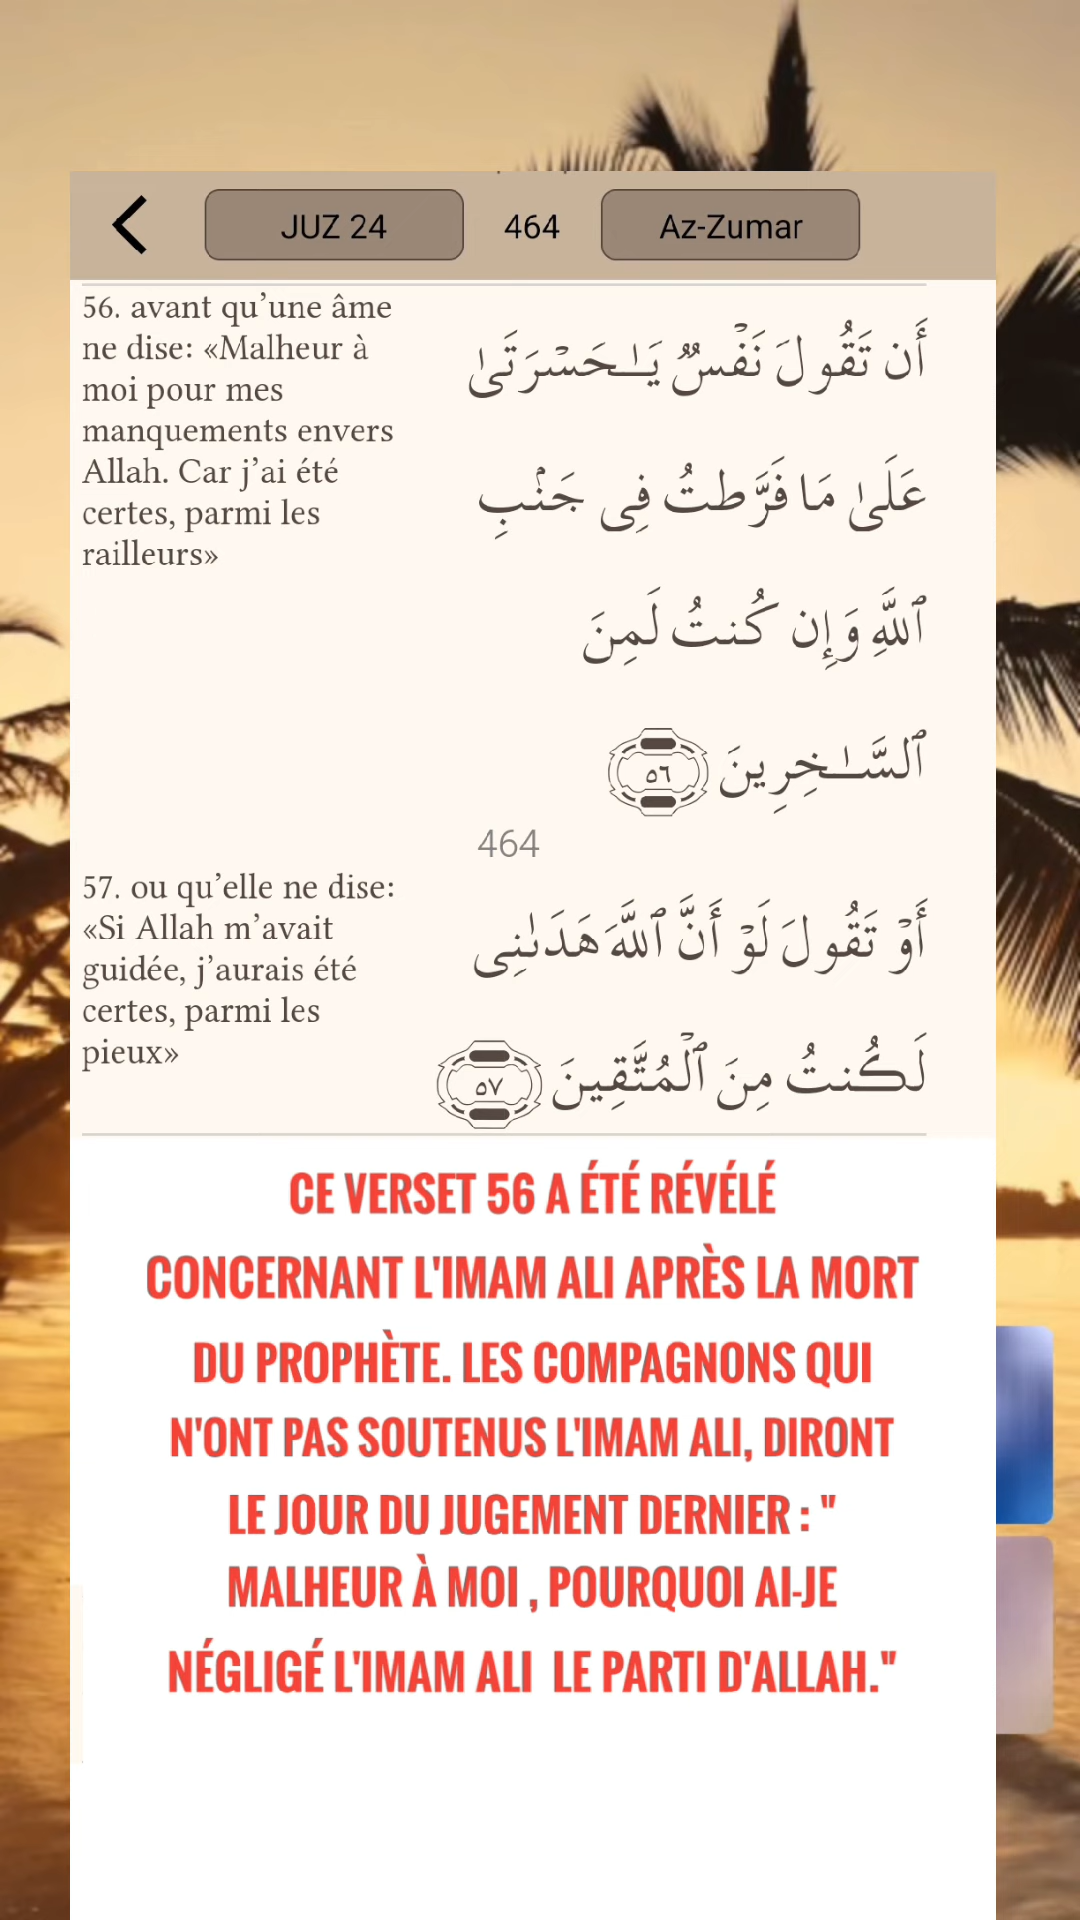 JUZ 24 464 Az-Zumar
56. avant qu’une âme
ne dise: «Malheur à
moi pour mes
manquements envers
Allah. Car j’ai été
certes, parmi les
railleurs»
أَن تَقُولَ نَفْسٌ يَـٰحَسْرَتَىٰ
عَلَىٰ مَا فَرَّطتُ فِى جَنۢبِ
ٱللَّهِ وَإِن كُنتُ لَمِنَ
ٱلسَّـٰخِرِينَ ٥٦
464
57. ou qu’elle ne dise:
«Si Allah m’avait
guidée, j’aurais été
certes, parmi les
pieux»
أَوْ تَقُولَ لَوْ أَنَّ ٱللَّهَ هَدَىٰنِى
لَكُنتُ مِنَ ٱلْمُتَّقِينَ ٥٧
CE VERSET 56 A ÉTÉ RÉVÉLÉ
CONCERNANT L'IMAM ALI APRÈS LA MORT
DU PROPHÈTE. LES COMPAGNONS QUI
N'ONT PAS SOUTENUS L'IMAM ALI, DIRONT
LE JOUR DU JUGEMENT DERNIER : "
MALHEUR À MOI , POURQUOI AI-JE
NÉGLIGÉ L'IMAM ALI LE PARTI D'ALLAH."